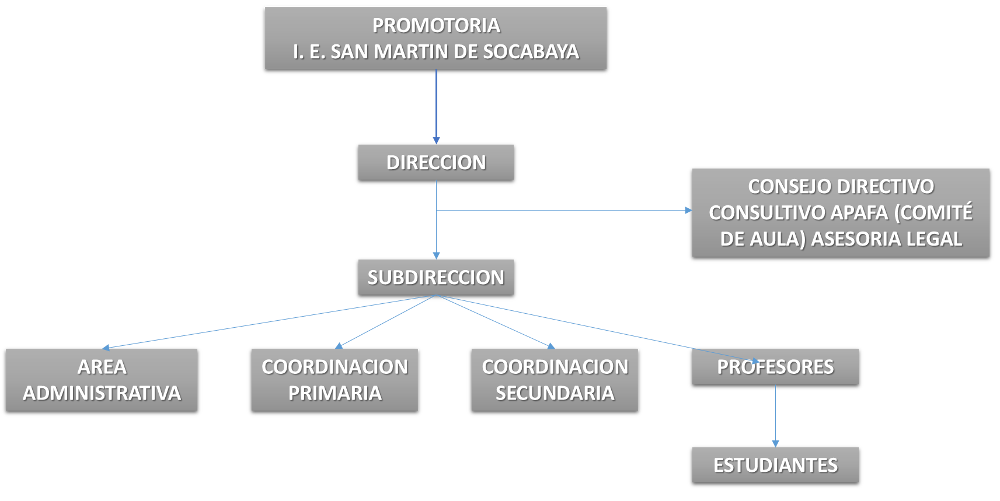 PROMOTORIA
I. E. SAN MARTIN DE SOCABAYA
DIRECCION
CONSEJO DIRECTIVO
CONSULTIVO APAFA (COMITÉ
DE AULA) ASESORIA LEGAL
SUBDIRECCION
AREA
ADMINISTRATIVA
COORDINACION
PRIMARIA
COORDINACION
SECUNDARIA
PROFESORES
ESTUDIANTES